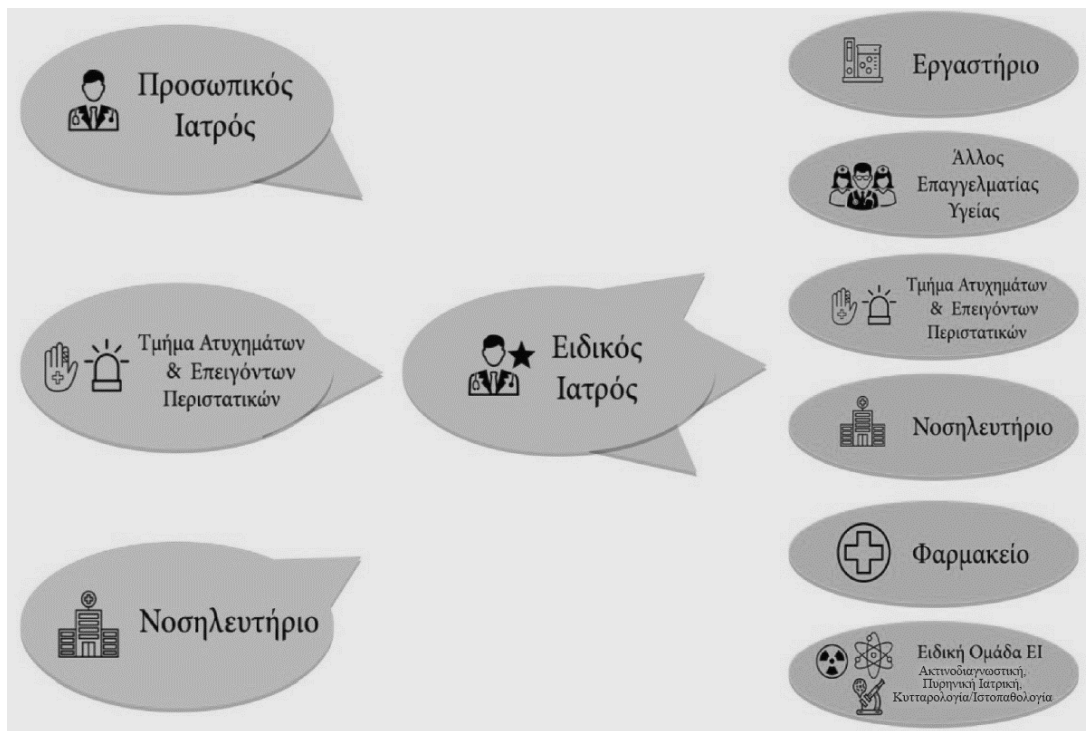 Προσωπικός
Ιατρός
Τμήμα Ατυχημάτων
& Επειγόντων
Περιστατικών
Νοσηλευτήριο
Ειδικός
Ιατρός
Εργαστήριο
Άλλος
Επαγγελματίας
Υγείας
Τμήμα Ατυχημάτων
& Επειγόντων
Περιστατικών
Νοσηλευτήριο
Φαρμακείο
Ειδική Ομάδα ΕΙ
Ακτινοδιαγνωστική,
Πυρηνική Ιατρική,
Κυτταρολογία/Ιστοπαθολογία